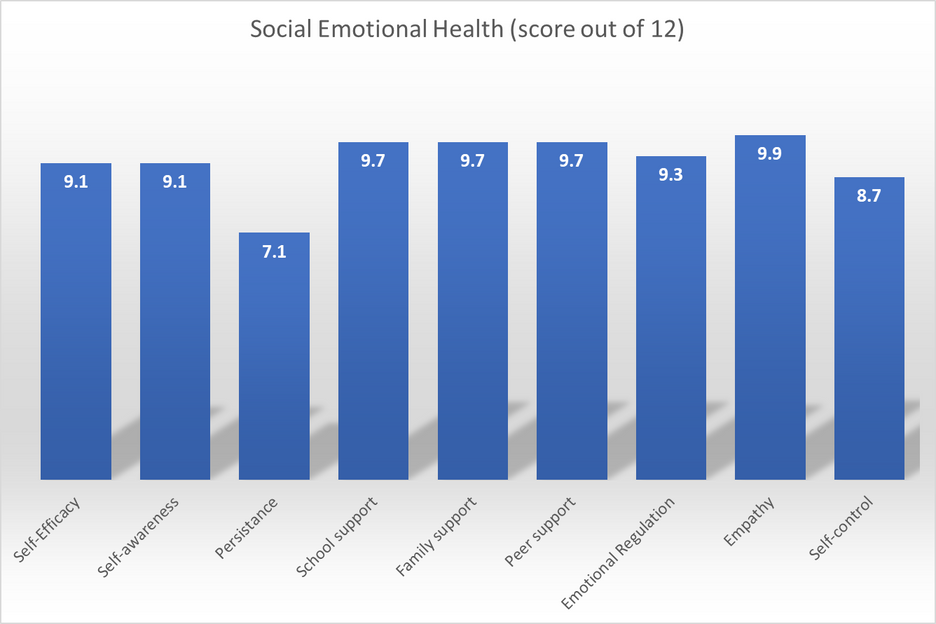 Social Emotional Health (score out of 12)
9.1
9.1
7.1
9.7
9.7
9.7
9.3
9.9
8.7
Self-Efficacy
Self-awareness
Persistance
School support
Family support
Peer support
Emotional Regulation
Empathy
Self-control